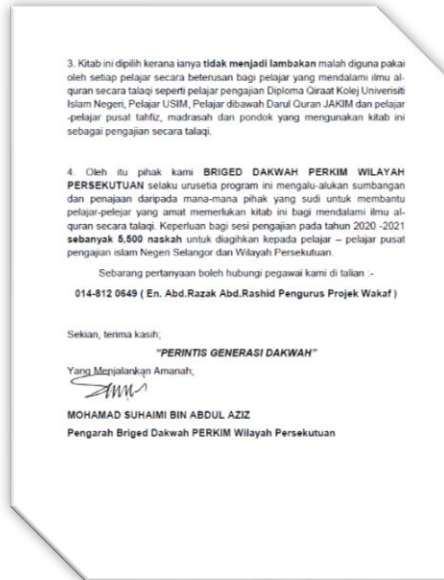 3. Kitab ini dipilih kerana ianya tidak menjadi lambakan malah diguna pakai
oleh setiap pelajar secara beterusan bagi pelajar yang mendalami ilmu al-
quran secara talaqi seperti pelajar pengajian Diploma Qiraat Kolej Univerisiti
Islam Negeri, Pelajar USIM, Pelajar dibawah Darul Quran JAKIM dan pelajar
-pelajar pusat tahfiz, madrasah dan pondok yang mengunakan kitab ini
sebagai pengajian secara talaqi.
4. Oleh itu pihak kami BRIGED DAKWAH PERKIM WILAYAH
PERSEKUTUAN selaku urusetia program ini mengalu-alukan sumbangan
dan penajaan daripada mana-mana pihak yang sudi untuk membantu
pelajar-pelejar yang amat memerlukan kitab ini bagi mendalami ilmu al-
quran secara talaqi. Keperluan bagi sesi pengajian pada tahun 2020 -2021
sebanyak 5,500 naskah untuk diagihkan kepada pelajar – pelajar pusat
pengajian islam Negeri Selangor dan Wilayah Persekutuan.
Sebarang pertanyaan boleh hubungi pegawai kami di talian :-
014-812 0649 ( En. Abd.Razak Abd.Rashid Pengurus Projek Wakaf )
Sekian, terima kasih;
"PERINTIS GENERASI DAKWAH"
Yang Menjalankan Amanah;
MOHAMAD SUHAIMI BIN ABDUL AZIZ
Pengarah Briged Dakwah PERKIM Wilayah Persekutuan